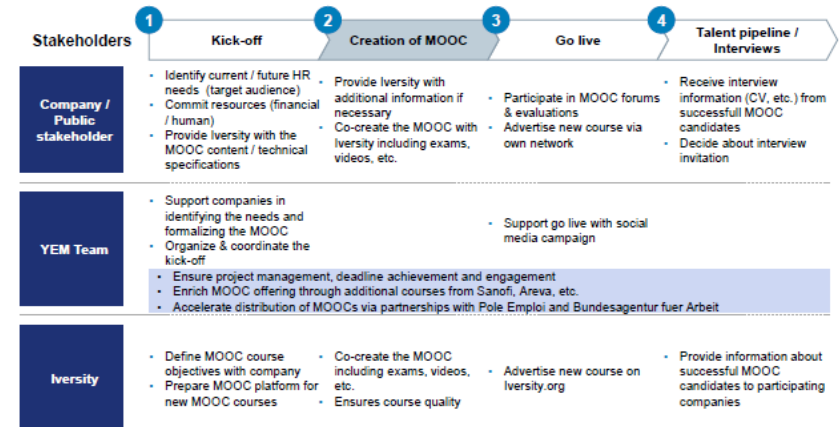 1
2
3
4
Stakeholders
Kick-off
Creation of MOOC
Go live
Talent pipeline /
Interviews
Company /
Public
stakeholder
• Identify current / future HR
needs (target audience)
• Commit resources (financial
/ human)
• Provide Iversity with the
MOOC content / technical
specifications
• Provide Iversity with
additional information if
necessary
• Co-create the MOOC with
Iversity including exams,
videos, etc.
• Participate in MOOC forums
& evaluations
• Advertise new course via
own network
• Receive interview
information (CV, etc.) from
successfull MOOC
candidates
• Decide about interview
invitation
YEM Team
• Support companies in
identifying the needs and
formalizing the MOOC
• Organize & coordinate the
kick-off
• Support go live with social
media campaign
• Ensure project management, deadline achievement and engagement
• Enrich MOOC offering through additional courses from Sanofi, Areva, etc.
• Accelerate distribution of MOOCs via partnerships with Pole Emploi and Bundesagentur fuer Arbeit
Iversity
• Define MOOC course
objectives with company
• Prepare MOOC platform for
new MOOC courses
• Co-create the MOOC
including exams, videos,
etc.
• Ensures course quality
• Advertise new course on
Iversity.org
• Provide information about
successful MOOC
candidates to participating
companies